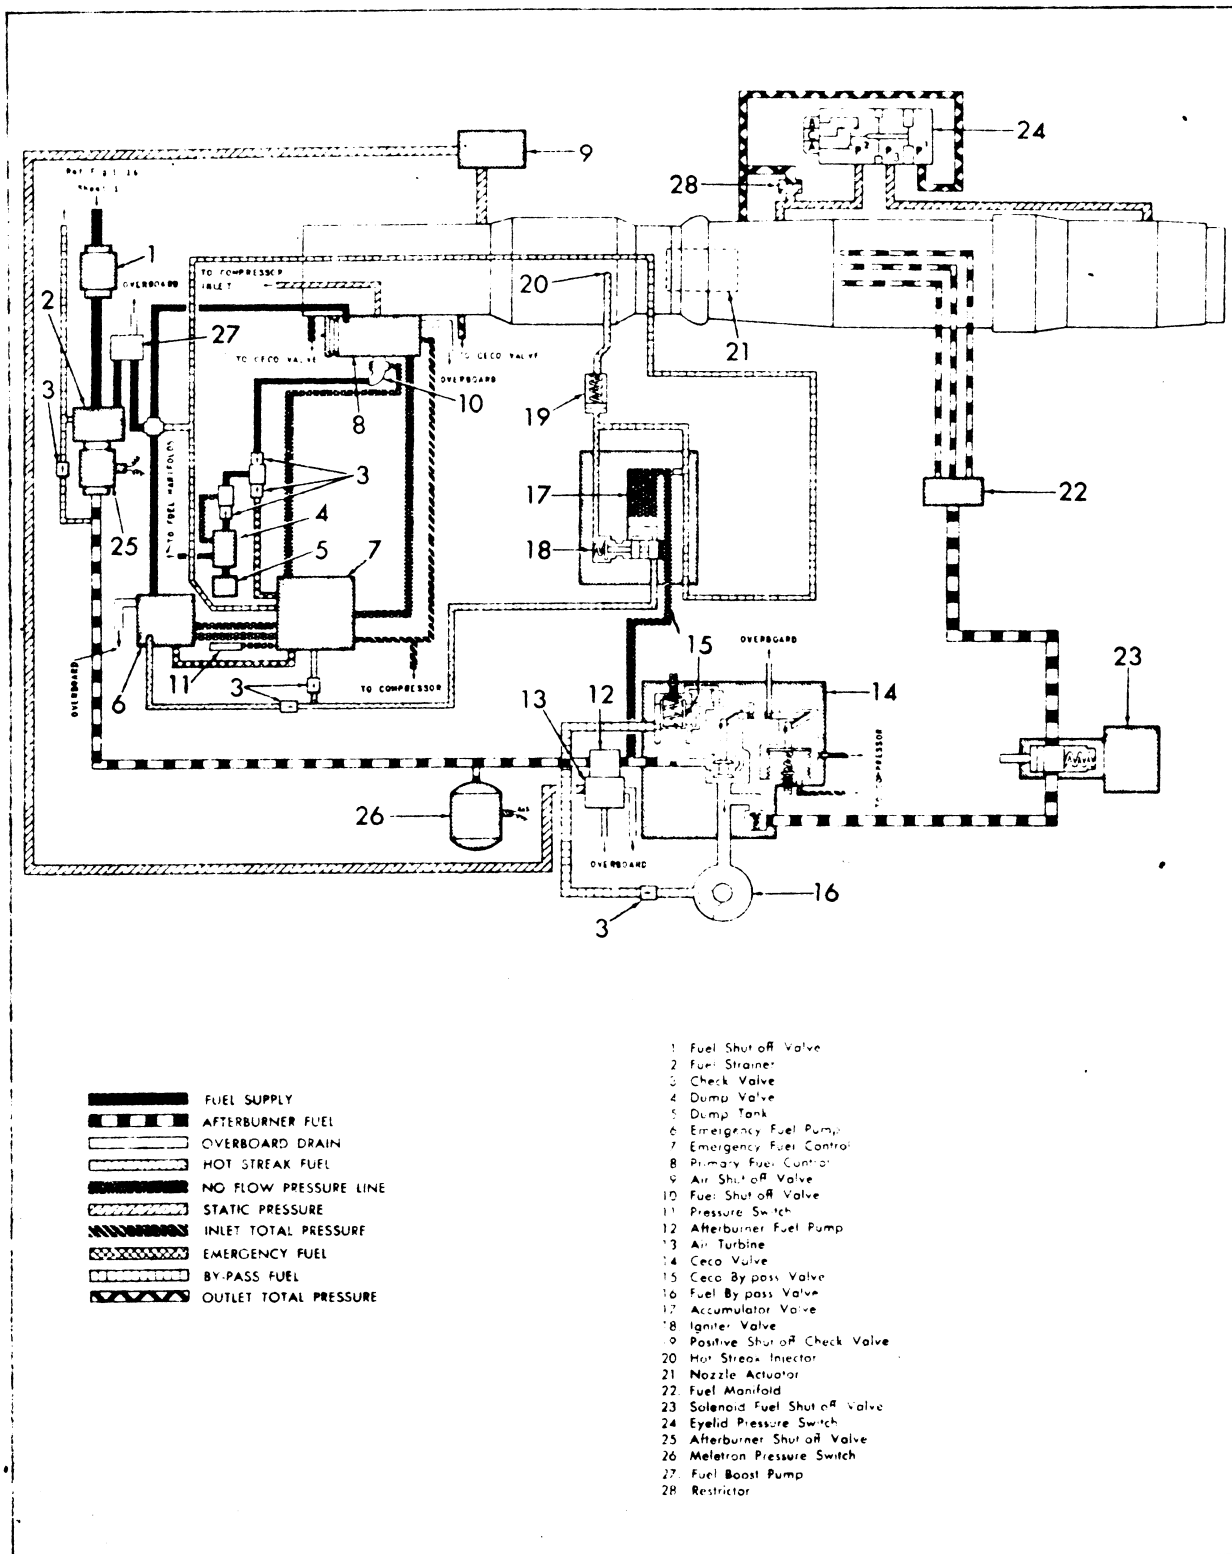 24
9
28
P2
P3
P1
1
TO COMPRESSOR
INLET
20
OVERBOARD
2
27
21
TO CECO VALVE
TO CECO VALVE
OVERBOARD
3
8
10
19
3
17
22
TO FUEL MANIFOLDS
4
25
5
7
18
15
OVERBOARD
OVERBOARD
6
11
3
TO COMPRESSOR
12
14
23
13
26
OVERBOARD
16
3
FUEL SUPPLY
AFTERBURNER FUEL
OVERBOARD DRAIN
HOT STREAK FUEL
NO FLOW PRESSURE LINE
STATIC PRESSURE
INLET TOTAL PRESSURE
EMERGENCY FUEL
BY-PASS FUEL
OUTLET TOTAL PRESSURE
1 Fuel Shut off Valve
2 Fuel Strainer
3 Check Valve
4 Dump Valve
5 Dump Tank
6 Emergency Fuel Pump
7 Emergency Fuel Control
8 Primary Fuel Control
9 Air Shut off Valve
10 Fuel Shut off Valve
11 Pressure Switch
12 Afterburner Fuel Pump
13 Air Turbine
14 Ceco Valve
15 Ceco By pass Valve
16 Fuel By pass Valve
17 Accumulator Valve
18 Igniter Valve
19 Positive Shut off Check Valve
20 Hot Streak Injector
21 Nozzle Actuator
22. Fuel Manifold
23 Solenoid Fuel Shut off Valve
24 Eyelid Pressure Switch
25 Afterburner Shut off Valve
26 Meletron Pressure Switch
27. Fuel Boost Pump
28 Restrictor